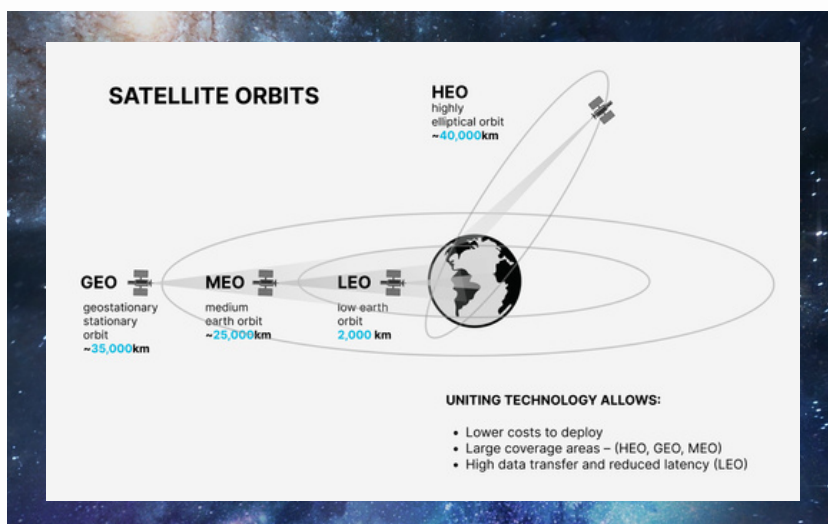 SATELLITE ORBITS
HEO
highly
elliptical orbit
~40,000km
GEO
geostationary
stationary
orbit
~35,000km
MEO
medium
earth orbit
~25,000km
LEO
low earth
orbit
2,000 km
UNITING TECHNOLOGY ALLOWS:
• Lower costs to deploy
• Large coverage areas – (HEO, GEO, MEO)
• High data transfer and reduced latency (LEO)